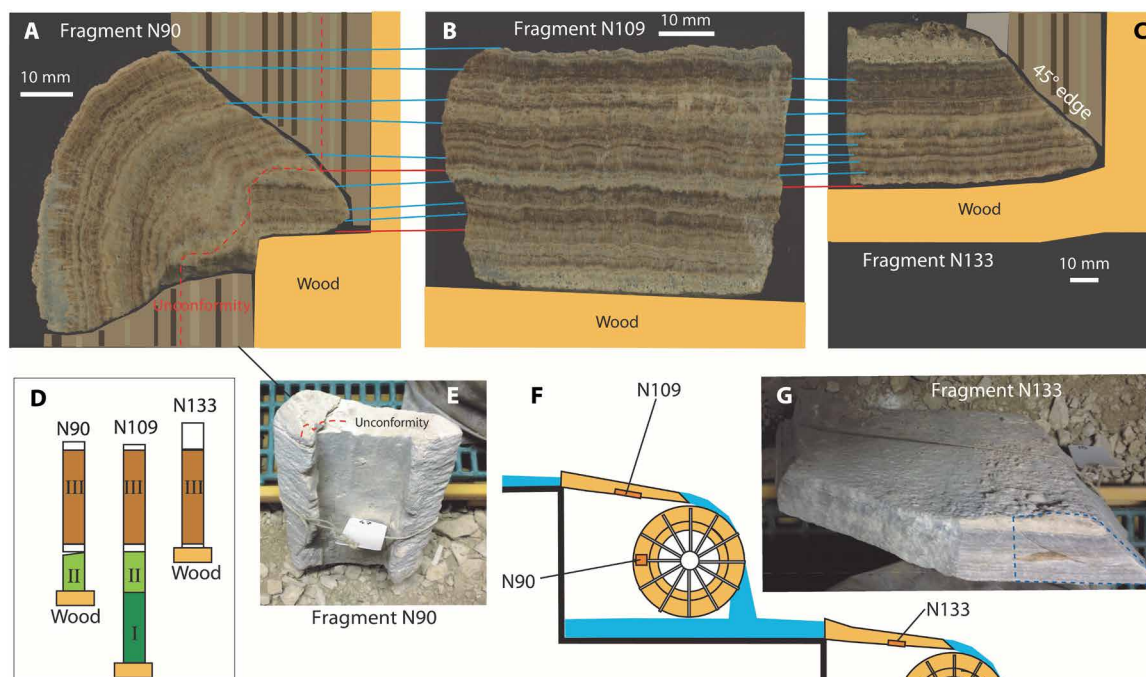 A
Fragment N90
10 mm
Unconformity
Wood
B
Fragment N109
10 mm
Wood
C
45° edge
Wood
Fragment N133
10 mm
D
N90
N109
N133
III
III
III
II
II
I
Wood
Wood
E
Unconformity
Fragment N90
F
N109
N90
N133
G
Fragment N133